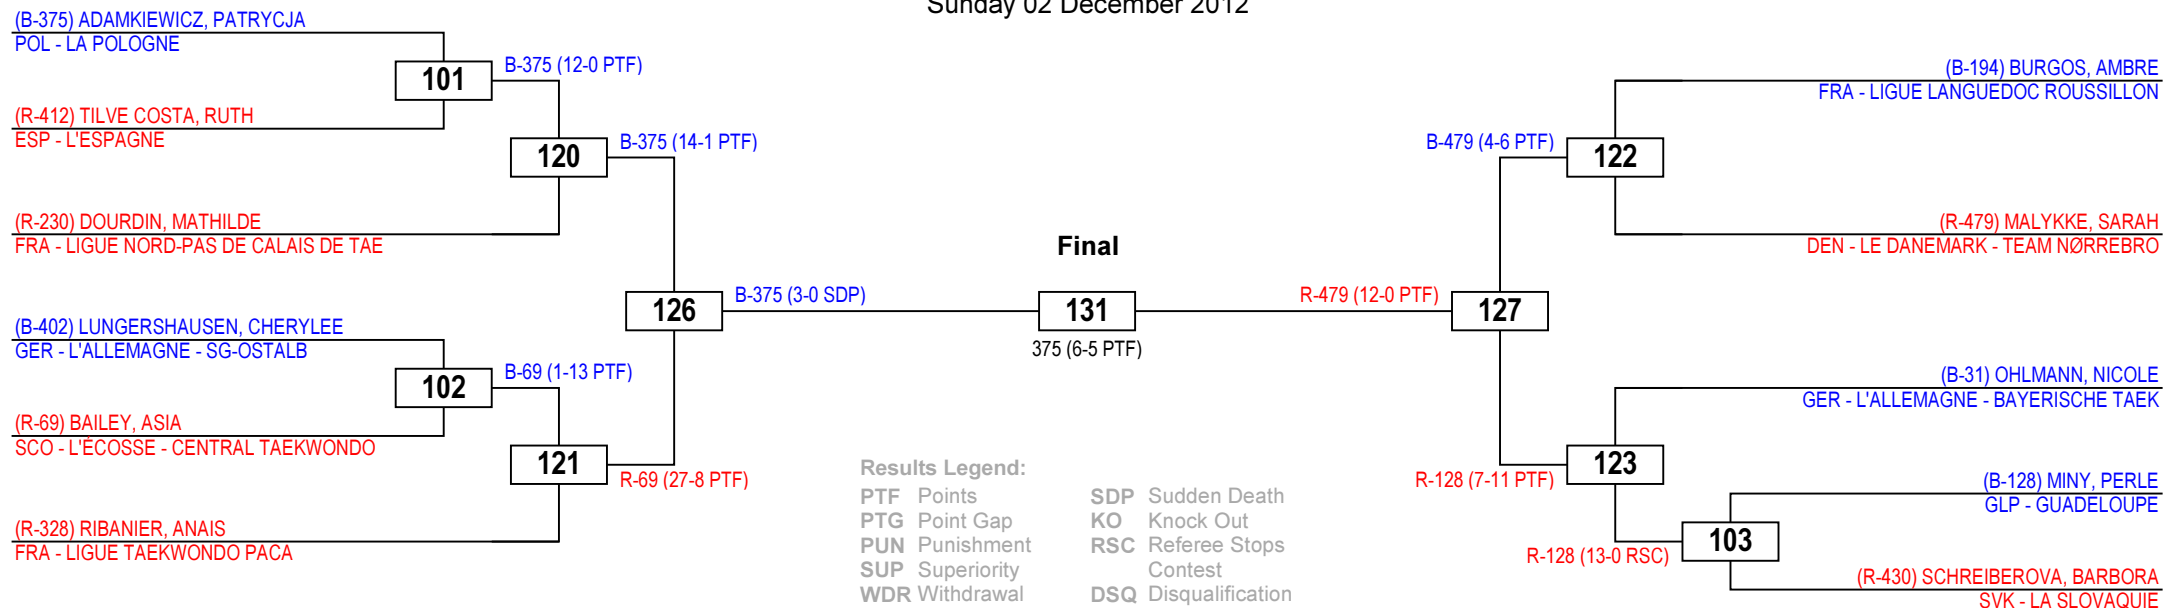 Sunday 02 December 2012
(B-375) ADAMKIEWICZ, PATRYCJA
POL - LA POLOGNE
101
B-375 (12-0 PTF)
(R-412) TILVE COSTA, RUTH
ESP - L'ESPAGNE
120
B-375 (14-1 PTF)
(R-230) DOURDIN, MATHILDE
FRA - LIGUE NORD-PAS DE CALAIS DE TAE
126
B-375 (3-0 SDP)
(B-402) LUNGERSHAUSEN, CHERYLEE
GER - L'ALLEMAGNE - SG-OSTALB
102
B-69 (1-13 PTF)
(R-69) BAILEY, ASIA
SCO - L'ÉCOSSE - CENTRAL TAEKWONDO
121
R-69 (27-8 PTF)
(R-328) RIBANIER, ANAIS
FRA - LIGUE TAEKWONDO PACA
Final
131
375 (6-5 PTF)
(B-194) BURGOS, AMBRE
FRA - LIGUE LANGUEDOC ROUSSILLON
B-479 (4-6 PTF)
122
(R-479) MALYKKE, SARAH
DEN - LE DANEMARK - TEAM NØRREBRO
R-479 (12-0 PTF)
127
(B-31) OHLMANN, NICOLE
GER - L'ALLEMAGNE - BAYERISCHE TAEK
R-128 (7-11 PTF)
123
(B-128) MINY, PERLE
GLP - GUADELOUPE
R-128 (13-0 RSC)
103
(R-430) SCHREIBEROVA, BARBORA
SVK - LA SLOVAQUIE
Results Legend:
PTF Points
PTG Point Gap
PUN Punishment
SUP Superiority
WDR Withdrawal
SDP Sudden Death
KO Knock Out
RSC Referee Stops
Contest
DSQ Disqualification